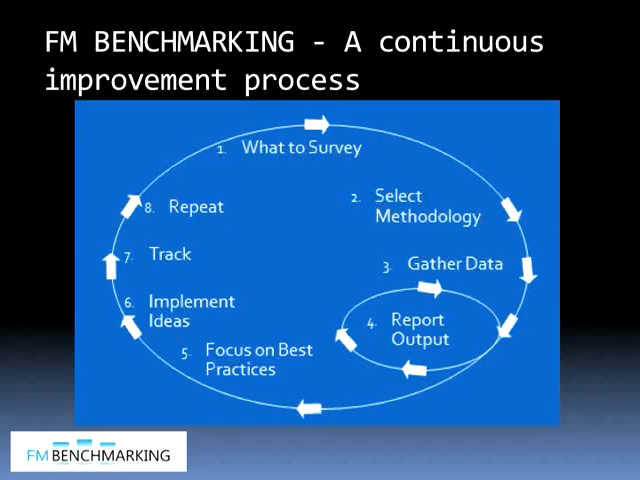 FM BENCHMARKING - A continuous
improvement process
1. What to Survey
2. Select
Methodology
3. Gather Data
4. Report
Output
5. Focus on Best
Practices
6. Implement
Ideas
7. Track
8. Repeat
FM BENCHMARKING